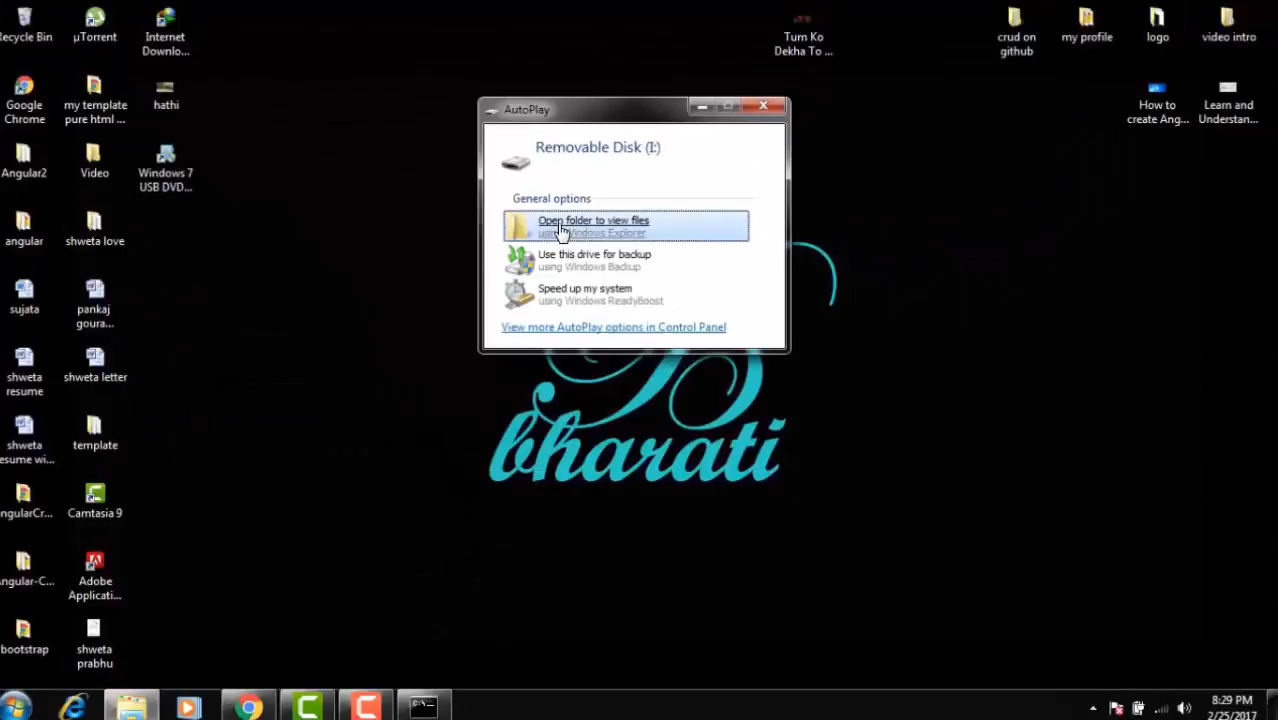 Recycle Bin
µTorrent
Internet
Downlo...
Tum Ko
Dekha To ...
crud on
github
my profile
logo
video intro
Google
Chrome
my template
pure html ...
hathi
How to
create Ang...
Learn and
Understan...
AutoPlay
Removable Disk (I:)
General options
Open folder to view files
using Windows Explorer
Use this drive for backup
using Windows Backup
Speed up my system
using Windows ReadyBoost
View more AutoPlay options in Control Panel
Angular2
Video
Windows 7
USB DVD...
angular
shweta love
sujata
pankaj
goura...
shweta
resume
shweta letter
shweta
resume wi...
template
ngularCr...
Camtasia 9
ngular-C...
Adobe
Applicati...
bootstrap
shweta
prabhu
bharati
C:\...
8:29 PM
2/25/2017